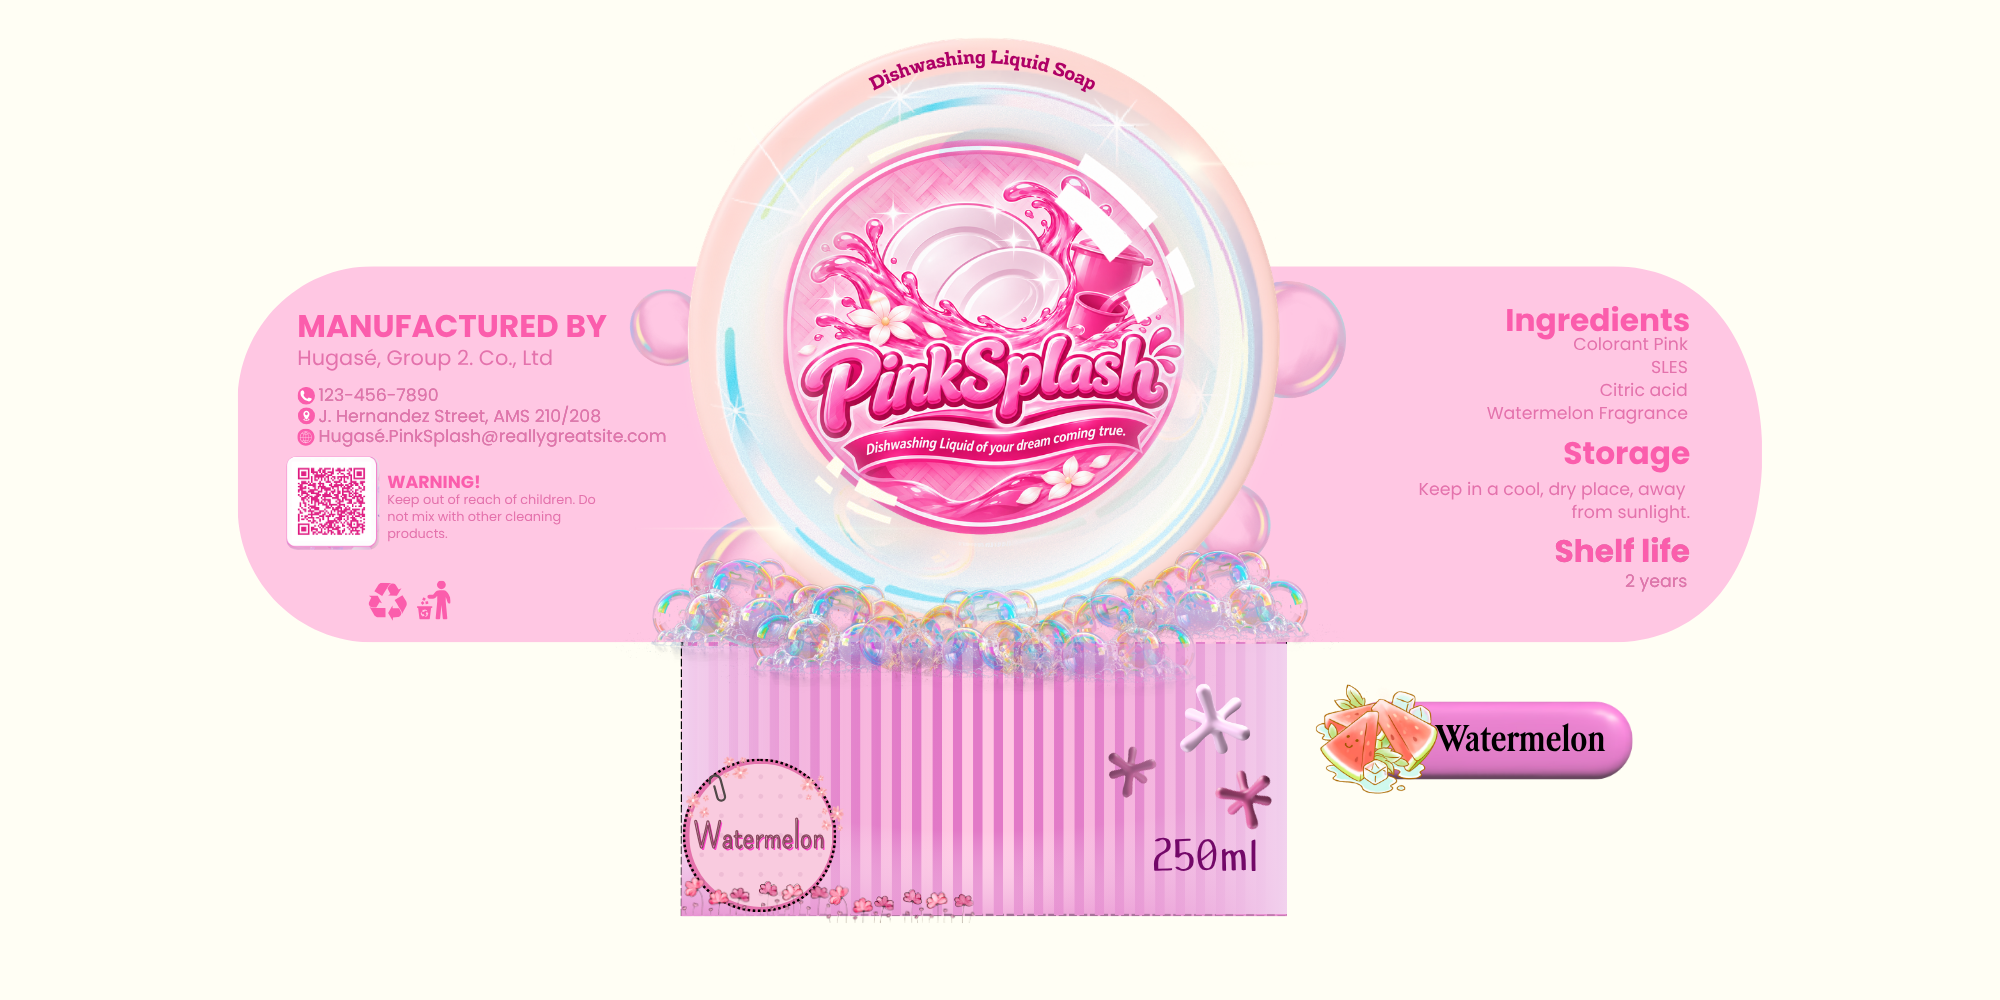 Dishwashing Liquid Soap
PinkSplash
Dishwashing Liquid of your dream coming true.
MANUFACTURED BY
Hugasé, Group 2. Co., Ltd
123-456-7890
J. Hernandez Street, AMS 210/208
Hugasé.PinkSplash@reallygreatsite.com
WARNING!
Keep out of reach of children. Do
not mix with other cleaning
products.
Ingredients
Colorant Pink
SLES
Citric acid
Watermelon Fragrance
Storage
Keep in a cool, dry place, away
from sunlight.
Shelf life
2 years
Watermelon
250ml
Watermelon